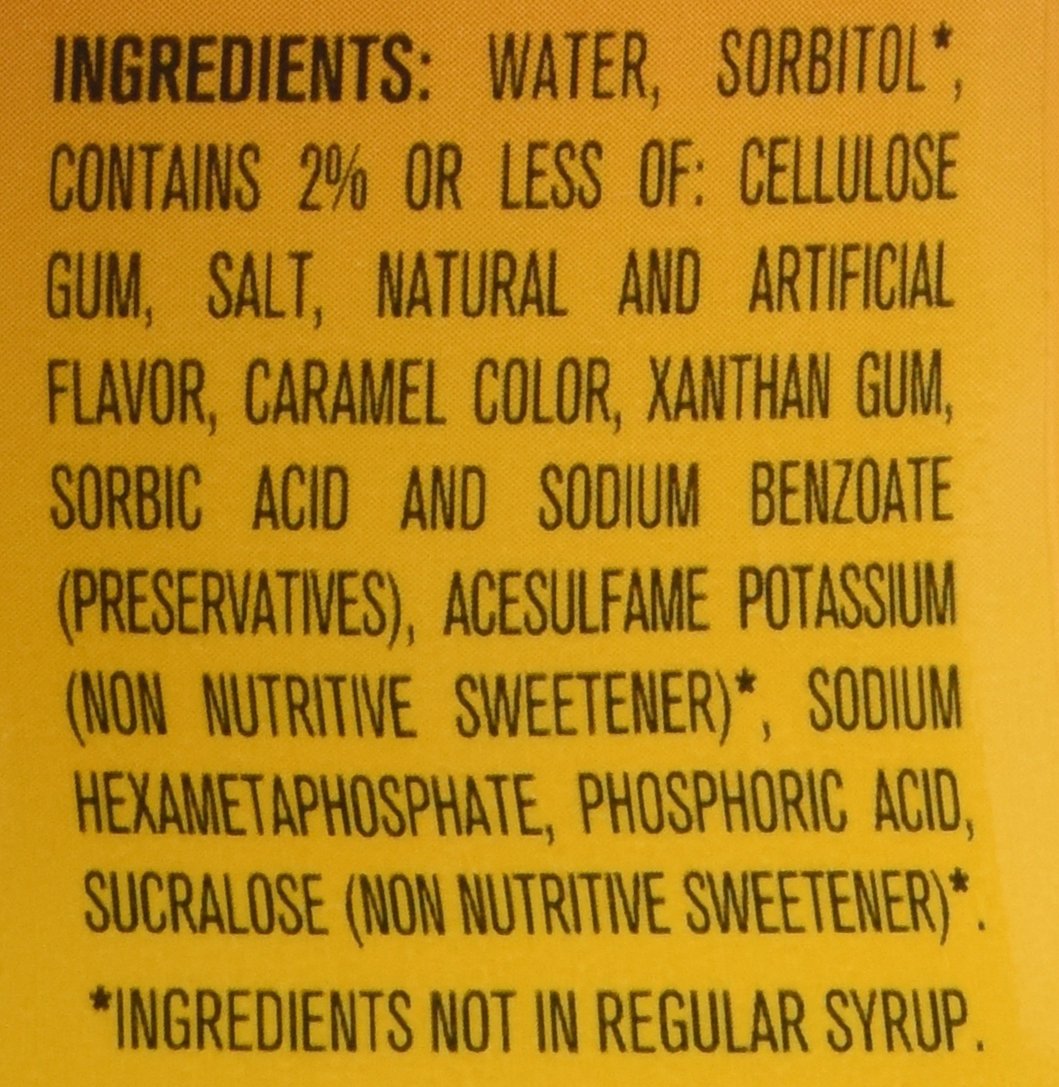 INGREDIENTS: WATER, SORBITOL*,
CONTAINS 2% OR LESS OF: CELLULOSE
GUM, SALT, NATURAL AND ARTIFICIAL
FLAVOR, CARAMEL COLOR, XANTHAN GUM,
SORBIC ACID AND SODIUM BENZOATE
(PRESERVATIVES), ACESULFAME POTASSIUM
(NON NUTRITIVE SWEETENER)*, SODIUM
HEXAMETAPHOSPHATE, PHOSPHORIC ACID,
SUCRALOSE (NON NUTRITIVE SWEETENER)*.
*INGREDIENTS NOT IN REGULAR SYRUP.